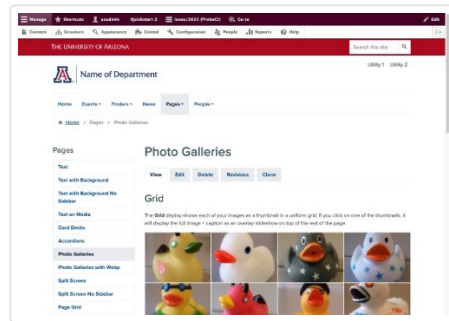 Manage Shortcuts azadmin Quickstart 2 issue/2633 (ProboCI) Go to Edit
Content Structure Appearance Extend Configuration People Reports Help
THE UNIVERSITY OF ARIZONA Search this site
Utility 1 Utility 2
A Name of Department
Home Events Finders News Pages People
Home Pages Photo Galleries
Pages
Photo Galleries
Text
Text with Background
Text with Background No Sidebar
Text on Media
Card Decks
Accordions
Photo Galleries
Photo Galleries with Webp
Split Screen
Split Screen No Sidebar
Page Grid
View Edit Delete Revisions Clone
Grid
The Grid display shows each of your images as a thumbnail in a uniform grid. If you click on one of the thumbnails, it
will display the full image + caption as an overlay slideshow on top of the rest of the page.